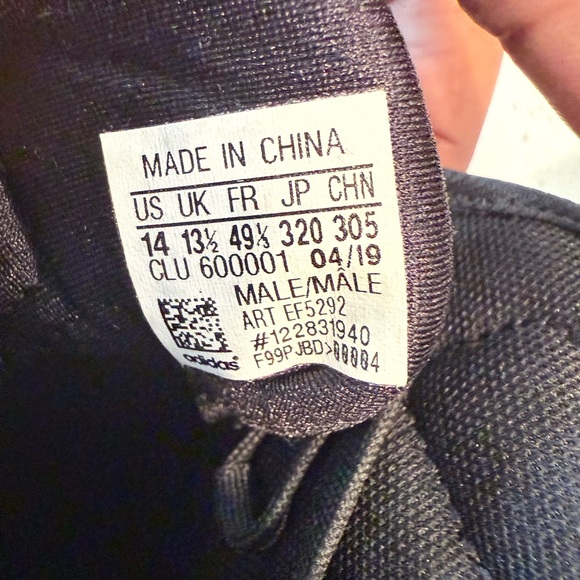 MADE IN CHINA
US UK FR JP CHN
14 13½ 49⅓ 320 305
CLU 600001 04/19
MALE/MÂLE
ART EF5292
#122831940
F99PJBD>00004
adidas